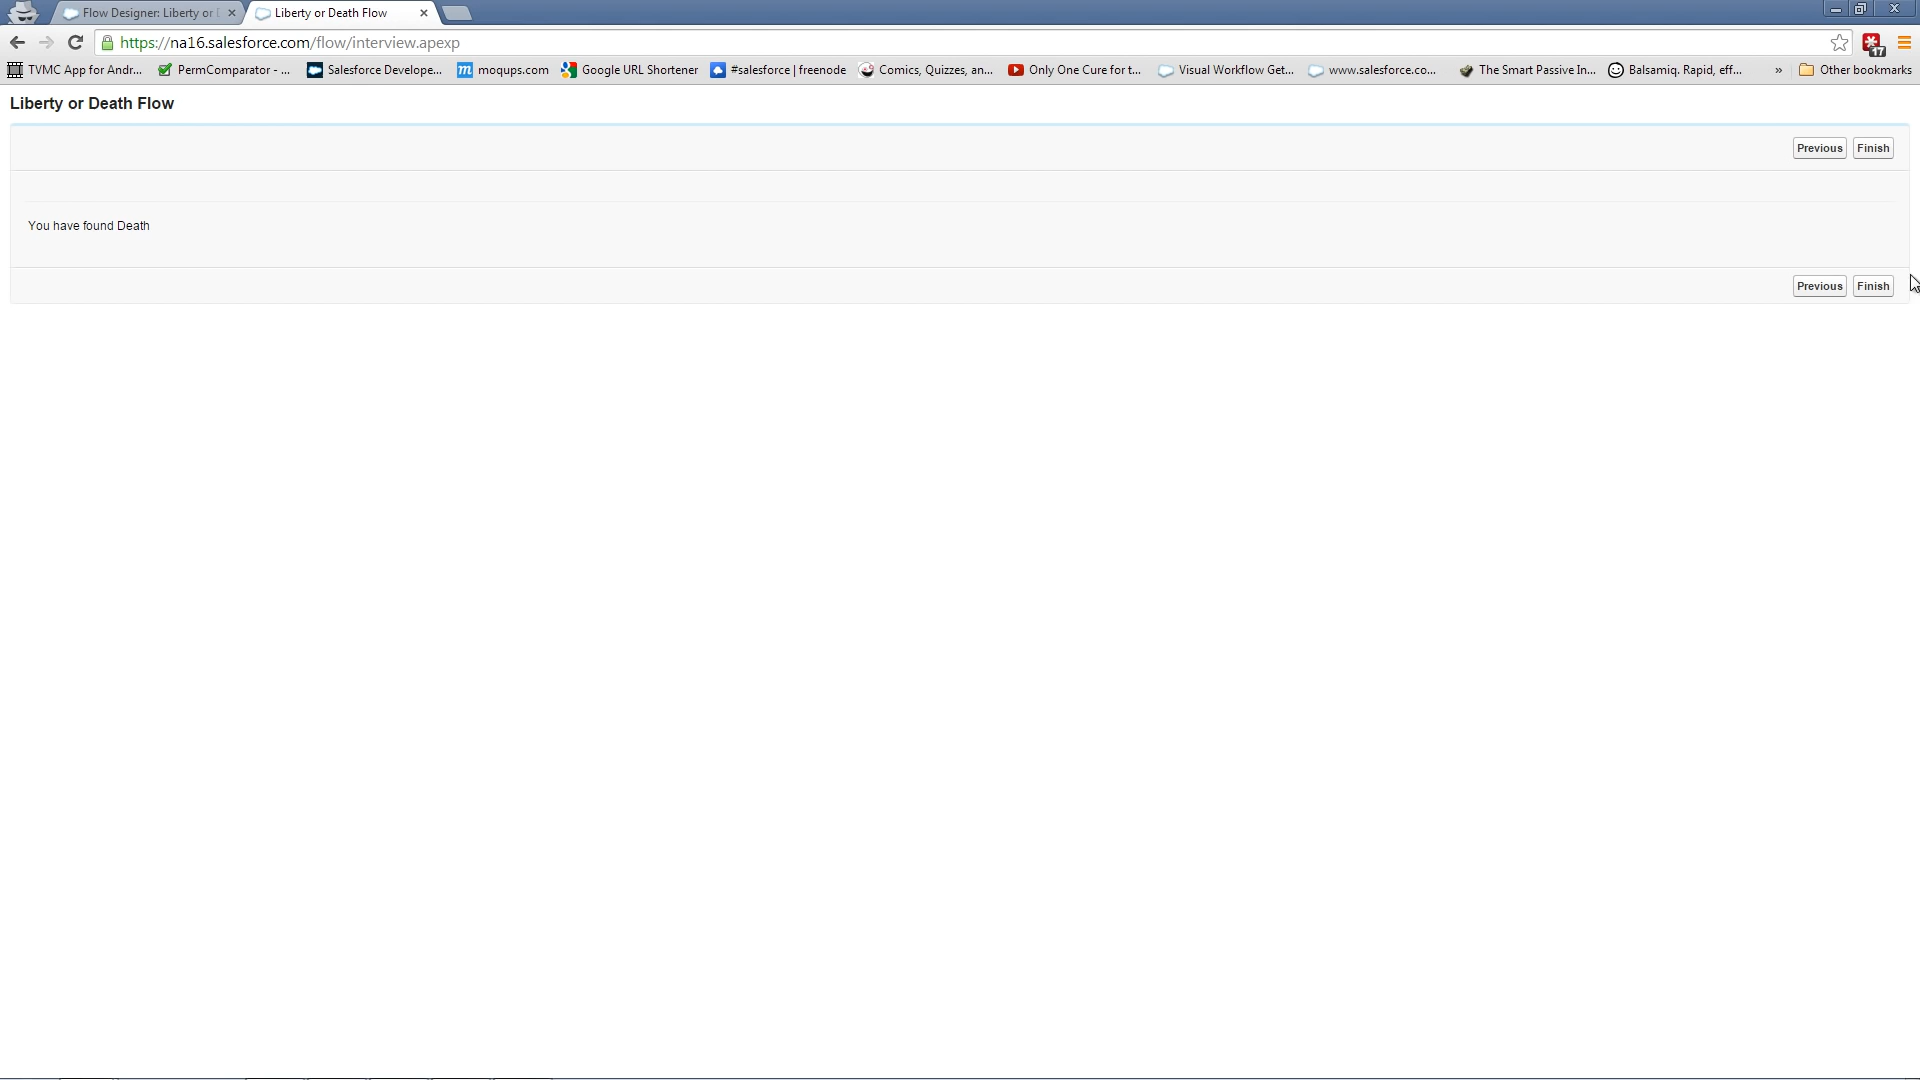 Flow Designer: Liberty or D
Liberty or Death Flow
https://na16.salesforce.com/flow/interview.apexp
17
TVMC App for Andr...
PermComparator - ...
Salesforce Develope...
m moqups.com
Google URL Shortener
#salesforce | freenode
Comics, Quizzes, an...
Only One Cure for t...
Visual Workflow Get...
www.salesforce.co...
The Smart Passive In...
Balsamiq. Rapid, eff...
»
Other bookmarks
Liberty or Death Flow
Previous Finish
You have found Death
Previous Finish